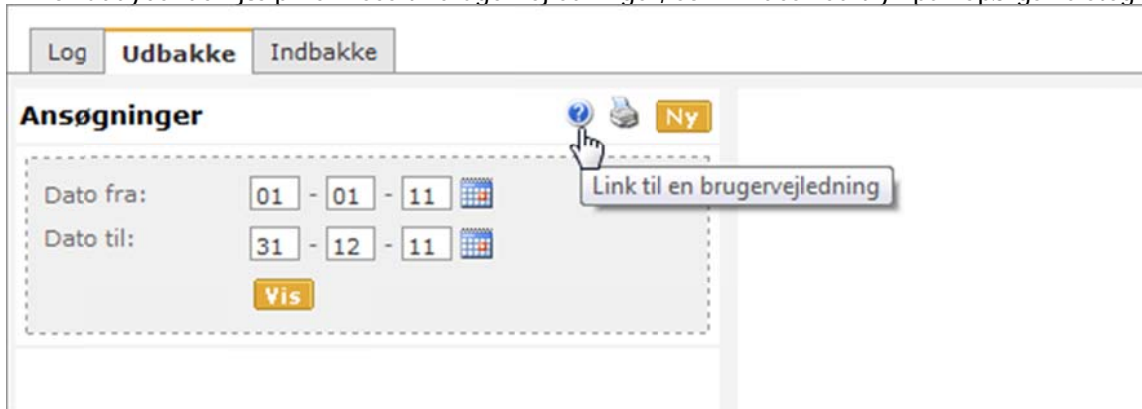 Log Udbakke Indbakke
Ansøgninger ? Ny
Link til en brugervejledning
Dato fra: 01 - 01 - 11
Dato til: 31 - 12 - 11
Vis